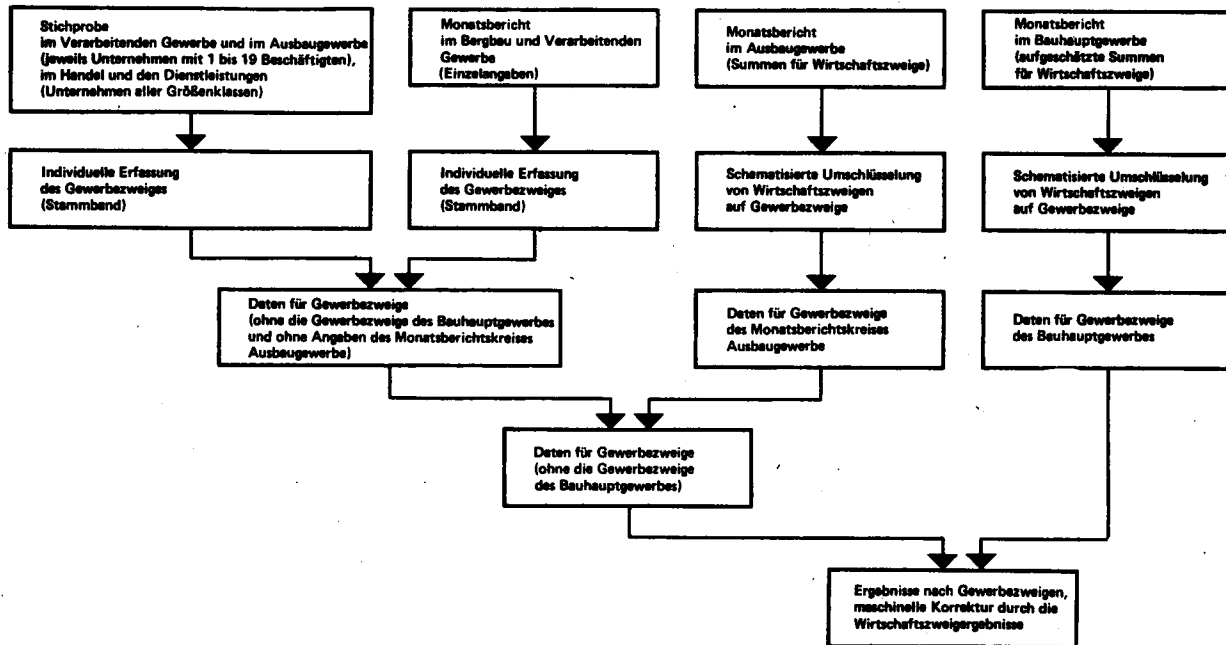 Stichprobe
im Verarbeitenden Gewerbe und im Ausbaugewerbe
(jeweils Unternehmen mit 1 bis 19 Beschäftigten),
im Handel und den Dienstleistungen
(Unternehmen aller Größenklassen)
Monatsbericht
im Bergbau und Verarbeitenden
Gewerbe
(Einzelangaben)
Monatsbericht
im Ausbaugewerbe
(Summen für Wirtschaftszweige)
Monatsbericht
im Bauhauptgewerbe
(aufgeschätzte Summen
für Wirtschaftszweige)
Individuelle Erfassung
des Gewerbezweiges
(Stammband)
Individuelle Erfassung
des Gewerbezweiges
(Stammband)
Schematisierte Umschlüsselung
von Wirtschaftszweigen
auf Gewerbezweige
Schematisierte Umschlüsselung
von Wirtschaftszweigen
auf Gewerbezweige
Daten für Gewerbezweige
(ohne die Gewerbezweige des Bauhauptgewerbes
und ohne Angaben des Monatsberichtskreises
Ausbaugewerbe)
Daten für Gewerbezweige
des Monatsberichtskreises
Ausbaugewerbe
Daten für Gewerbezweige
des Bauhauptgewerbes
Daten für Gewerbezweige
(ohne die Gewerbezweige
des Bauhauptgewerbes)
Ergebnisse nach Gewerbezweigen,
maschinelle Korrektur durch die
Wirtschaftszweigergebnisse